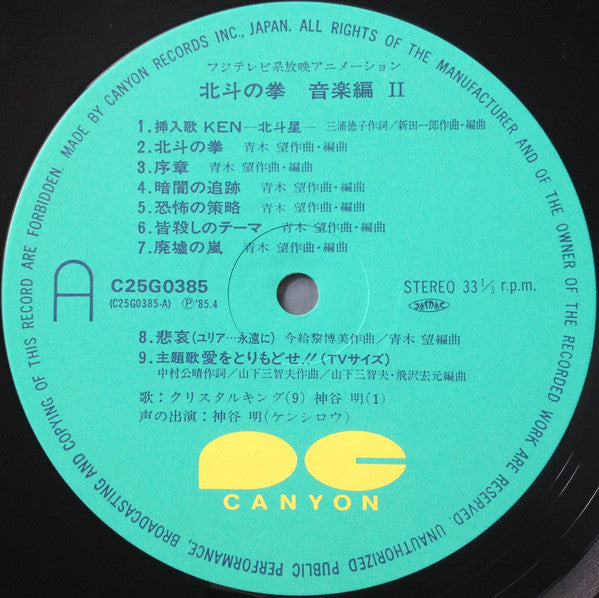 MADE BY CANYON RECORDS INC., JAPAN. ALL RIGHTS OF THE MANUFACTURER AND OF THE OWNER OF THE RECORDED WORK ARE RESERVED. UNAUTHORIZED PUBLIC PERFORMANCE, BROADCASTING AND COPYING OF THIS RECORD ARE FORBIDDEN.
フジテレビ系放映アニメーション
北斗の拳 音楽編 II
1. 挿入歌 KEN―北斗星― 三浦徳子作詞/新田一郎作曲・編曲
2. 北斗の拳 青木 望作曲・編曲
3. 序章 青木 望作曲・編曲
4. 暗闇の追跡 青木 望作曲・編曲
5. 恐怖の策略 青木 望作曲・編曲
6. 皆殺しのテーマ 青木 望作曲・編曲
7. 廃墟の嵐 青木 望作曲・編曲
A
C25G0385
(C25G0385-A) Ⓟ'85.4
STEREO 33 1/3 r.p.m.
JASRAC
8. 悲哀(ユリア…永遠に) 今給黎博美作曲/青木 望編曲
9. 主題歌 愛をとりもどせ!!(TVサイズ)
中村公晴作詞/山下三智夫作曲/山下三智夫・飛沢宏元編曲
歌:クリスタルキング(9) 神谷 明(1)
声の出演:神谷 明(ケンシロウ)
CANYON